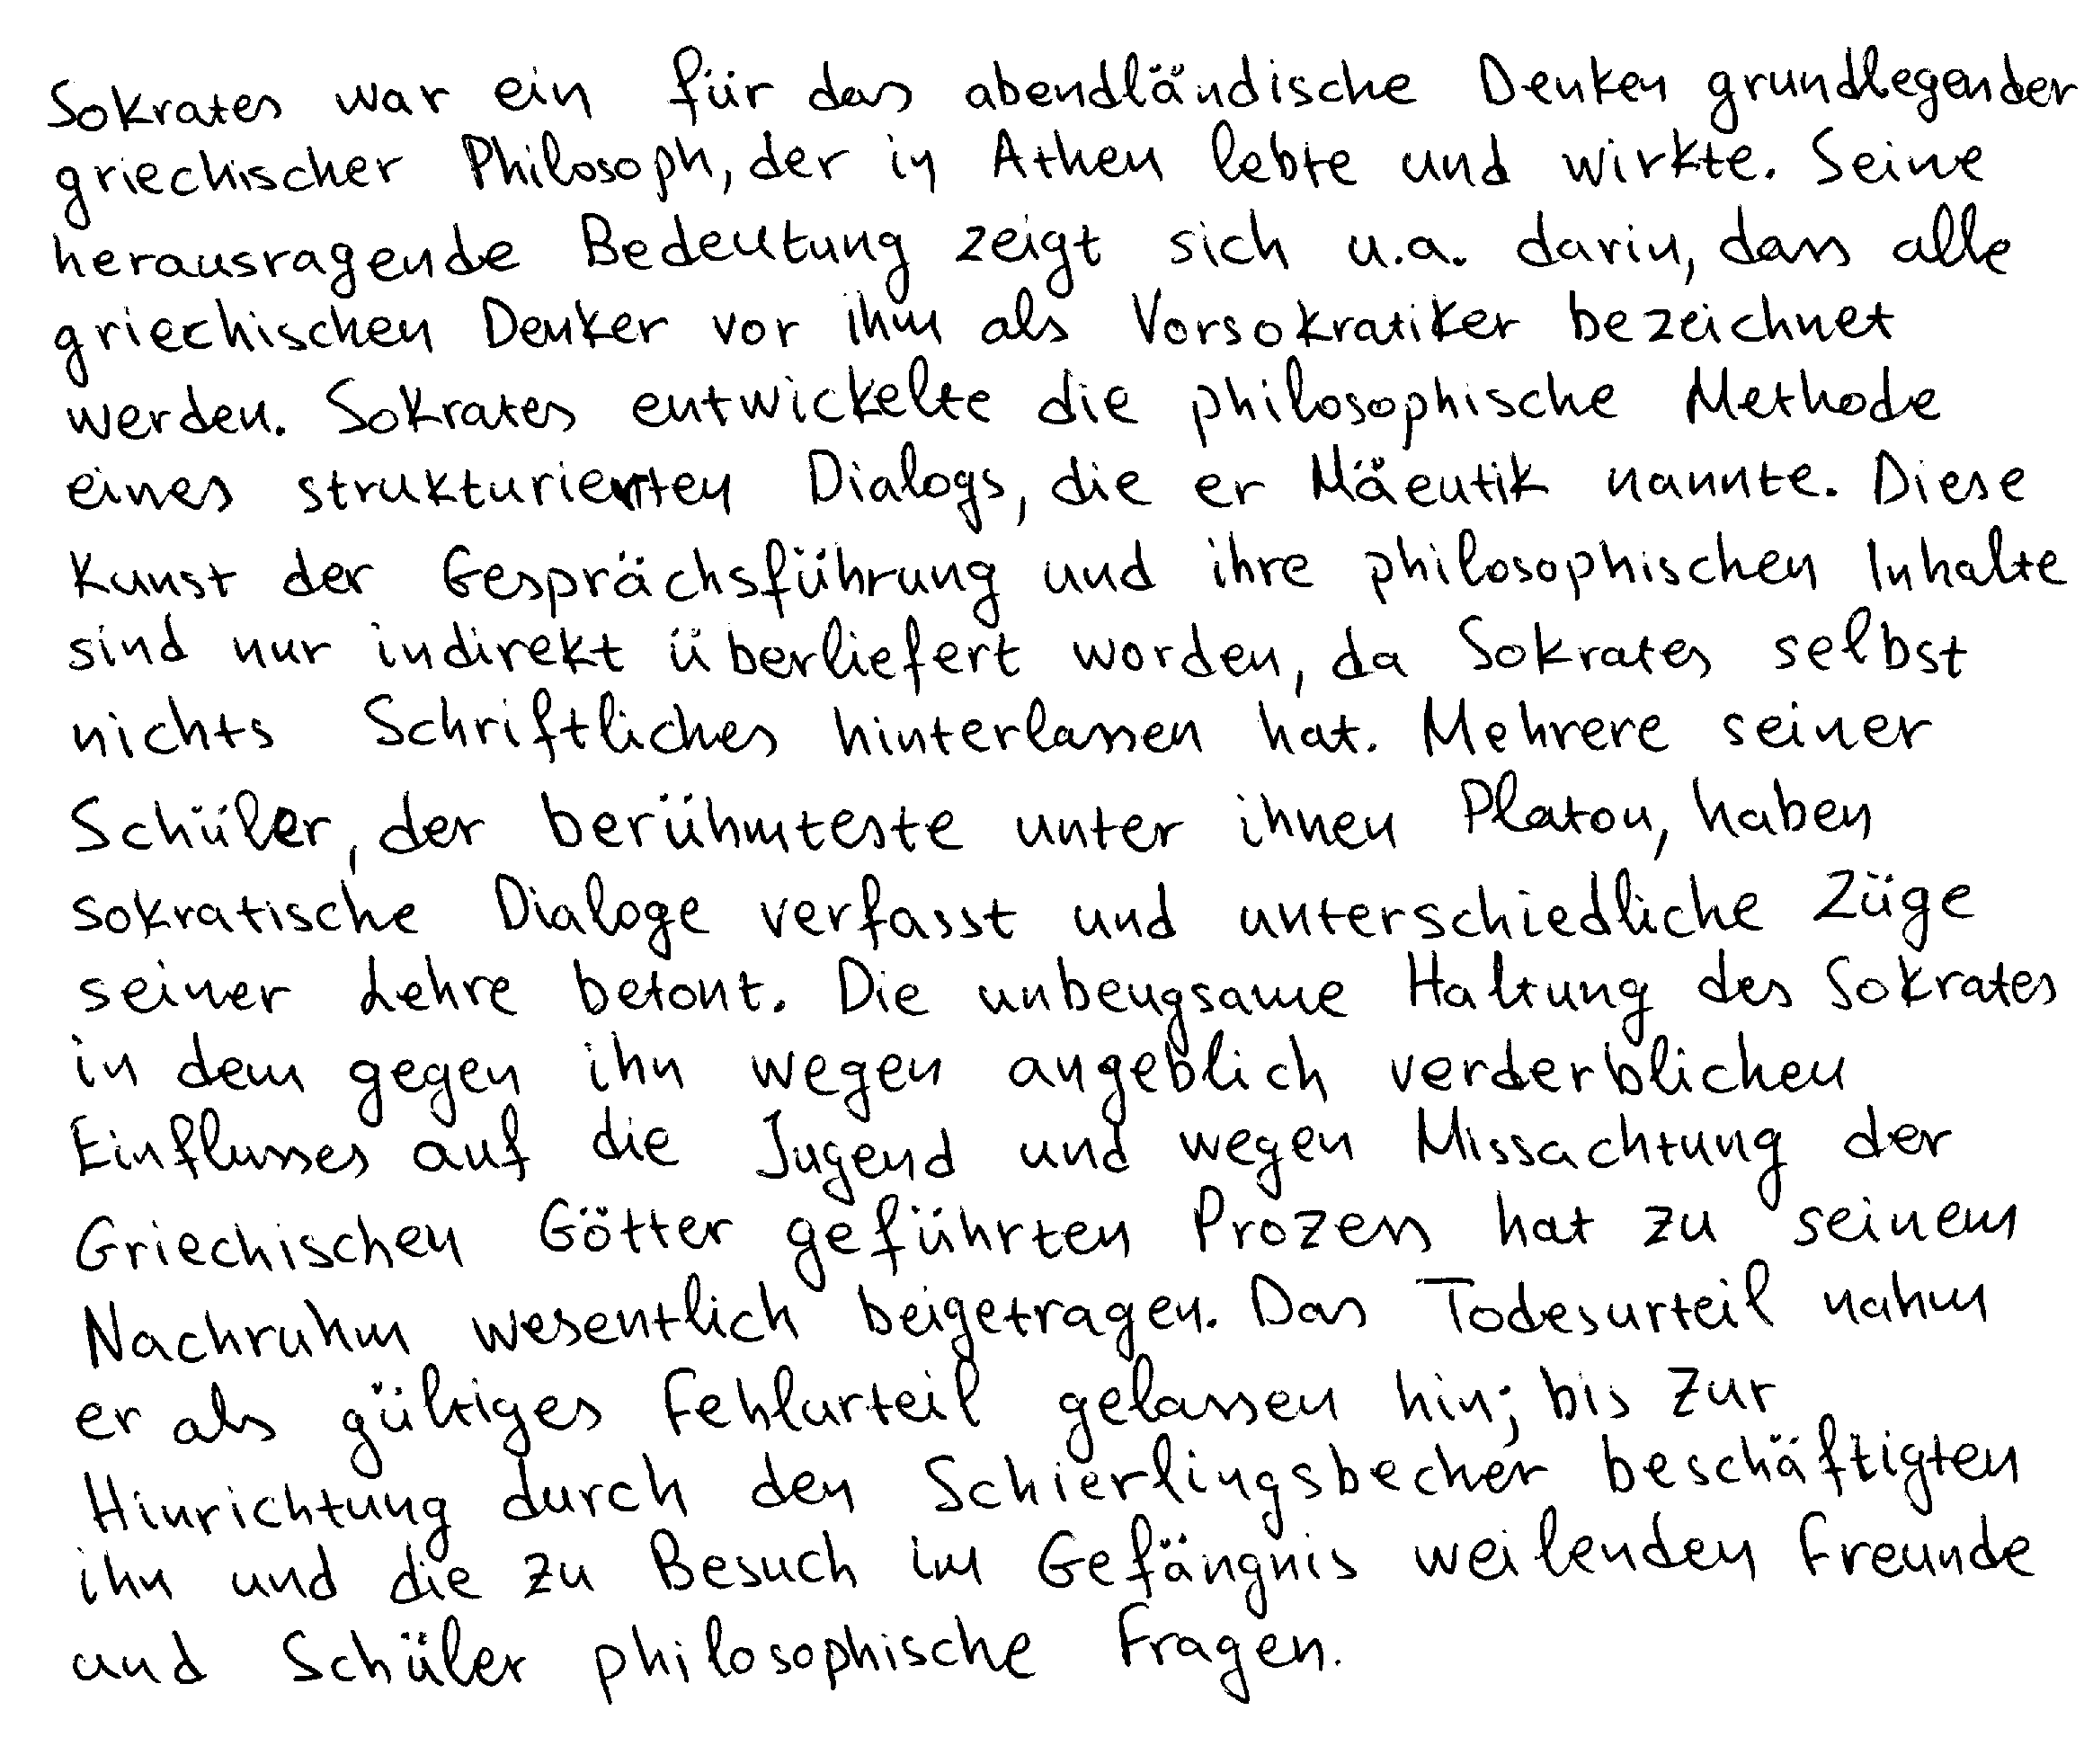 Sokrates war ein für das abendländische Denken grundlegender
griechischer Philosoph, der in Athen lebte und wirkte. Seine
herausragende Bedeutung zeigt sich u.a. darin, dass alle
griechischen Denker vor ihm als Vorsokratiker bezeichnet
werden. Sokrates entwickelte die philosophische Methode
eines strukturierten Dialogs, die er Mäeutik nannte. Diese
Kunst der Gesprächsführung und ihre philosophischen Inhalte
sind nur indirekt überliefert worden, da Sokrates selbst
nichts Schriftliches hinterlassen hat. Mehrere seiner
Schüler, der berühmteste unter ihnen Platon, haben
sokratische Dialoge verfasst und unterschiedliche Züge
seiner Lehre betont. Die unbeugsame Haltung des Sokrates
in dem gegen ihn wegen angeblich verderblichen
Einflusses auf die Jugend und wegen Missachtung der
Griechischen Götter geführten Prozess hat zu seinem
Nachruhm wesentlich beigetragen. Das Todesurteil nahm
er als gültiges Fehlurteil gelassen hin; bis zur
Hinrichtung durch den Schierlingsbecher beschäftigten
ihn und die zu Besuch im Gefängnis weilenden Freunde
und Schüler philosophische Fragen.